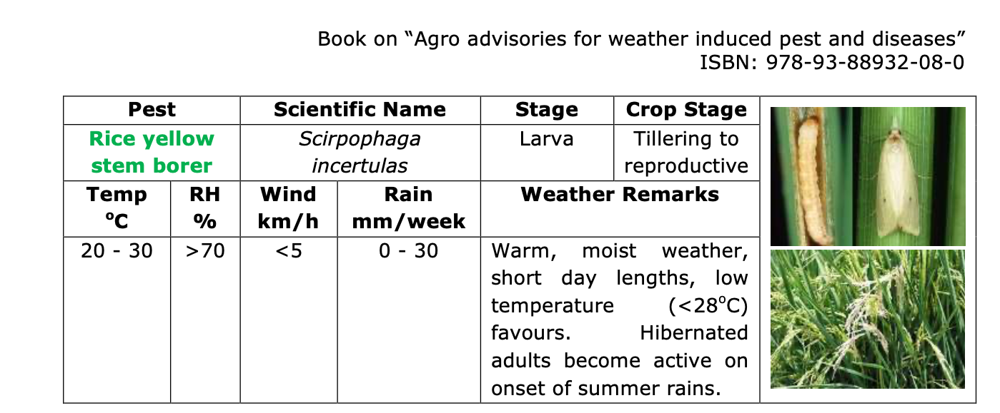 Book on “Agro advisories for weather induced pest and diseases”
ISBN: 978-93-88932-08-0
Pest Scientific Name Stage Crop Stage
Rice yellow stem borer
Scirpophaga incertulas
Larva
Tillering to reproductive
Temp °C
RH %
Wind km/h
Rain mm/week
Weather Remarks
20 - 30 >70 <5 0 - 30
Warm, moist weather,
short day lengths, low
temperature (<28°C)
favours. Hibernated
adults become active on
onset of summer rains.